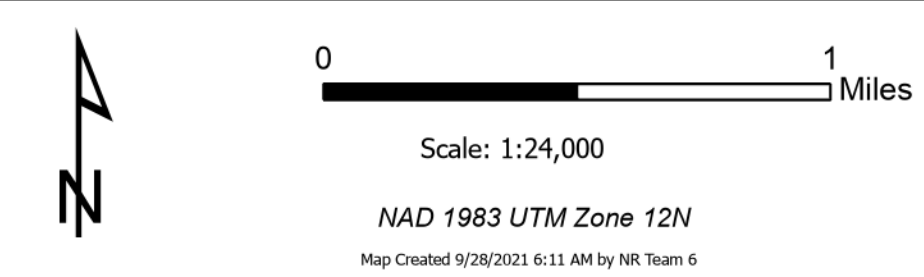 0 1
Miles
Scale: 1:24,000
N
NAD 1983 UTM Zone 12N
Map Created 9/28/2021 6:11 AM by NR Team 6